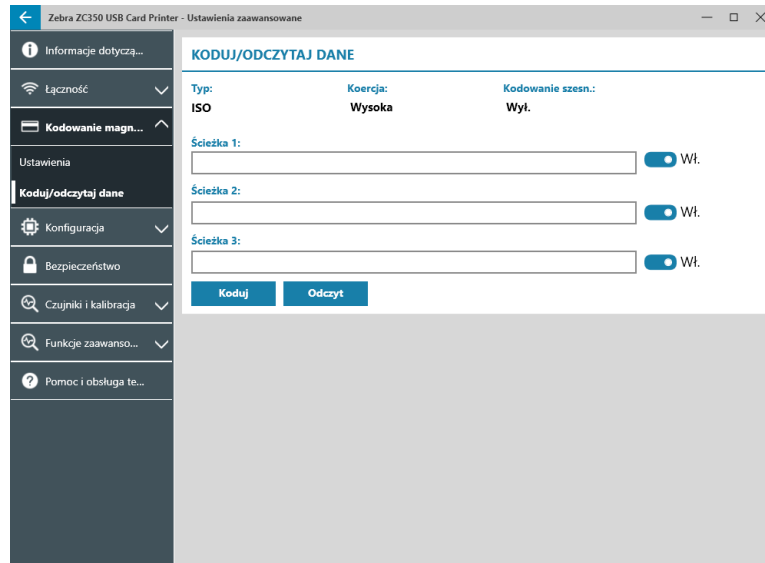 Zebra ZC350 USB Card Printer - Ustawienia zaawansowane
Informacje dotyczą...
Łączność
Kodowanie magn...
Ustawienia
Koduj/odczytaj dane
Konfiguracja
Bezpieczeństwo
Czujniki i kalibracja
Funkcje zaawanso...
Pomoc i obsługa te...
KODUJ/ODCZYTAJ DANE
Typ: Koercja: Kodowanie szesn.:
ISO Wysoka Wył.
Ścieżka 1:
Wł.
Ścieżka 2:
Wł.
Ścieżka 3:
Wł.
Koduj Odczyt